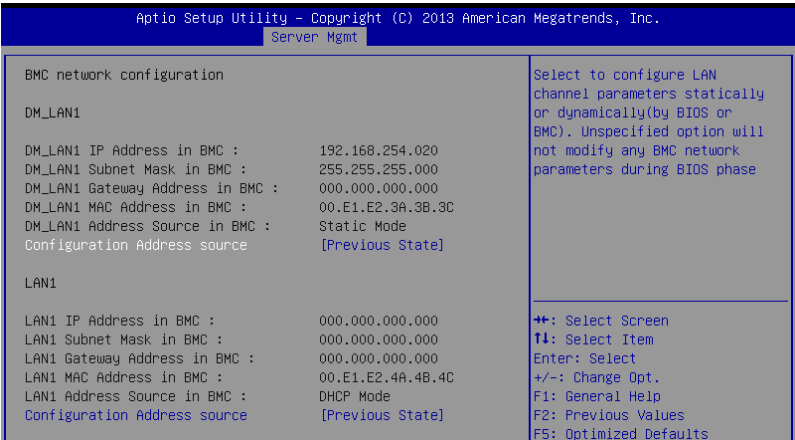 Aptio Setup Utility – Copyright (C) 2013 American Megatrends, Inc.
Server Mgmt
BMC network configuration
DM_LAN1
DM_LAN1 IP Address in BMC : 192.168.254.020
DM_LAN1 Subnet Mask in BMC : 255.255.255.000
DM_LAN1 Gateway Address in BMC : 000.000.000.000
DM_LAN1 MAC Address in BMC : 00.E1.E2.3A.3B.3C
DM_LAN1 Address Source in BMC : Static Mode
Configuration Address source [Previous State]
LAN1
LAN1 IP Address in BMC : 000.000.000.000
LAN1 Subnet Mask in BMC : 000.000.000.000
LAN1 Gateway Address in BMC : 000.000.000.000
LAN1 MAC Address in BMC : 00.E1.E2.4A.4B.4C
LAN1 Address Source in BMC : DHCP Mode
Configuration Address source [Previous State]
Select to configure LAN
channel parameters statically
or dynamically(by BIOS or
BMC). Unspecified option will
not modify any BMC network
parameters during BIOS phase
→←: Select Screen
↑↓: Select Item
Enter: Select
+/-: Change Opt.
F1: General Help
F2: Previous Values
F5: Optimized Defaults